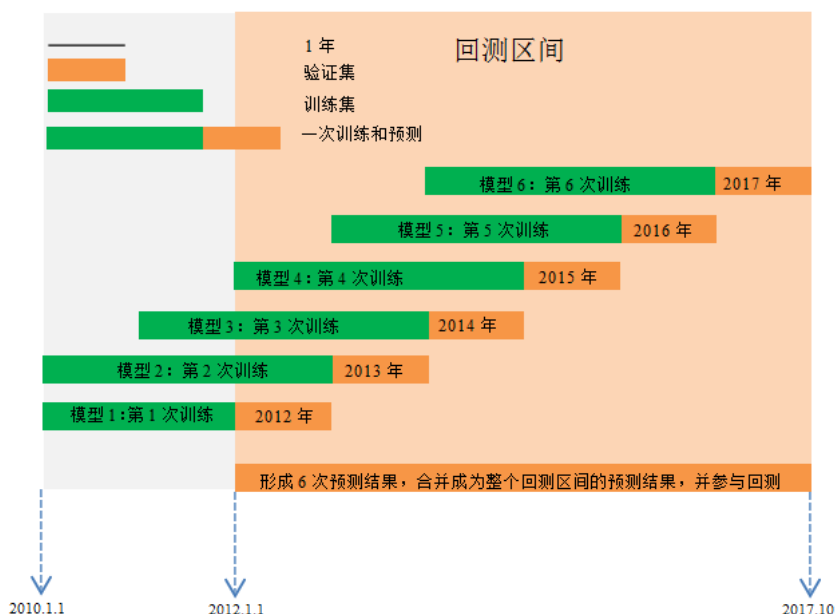 回测区间
1 年
验证集
训练集
一次训练和预测
模型 6：第 6 次训练 2017 年
模型 5：第 5 次训练 2016 年
模型 4：第 4 次训练 2015 年
模型 3：第 3 次训练 2014 年
模型 2：第 2 次训练 2013 年
模型 1:第 1 次训练 2012 年
形成 6 次预测结果，合并成为整个回测区间的预测结果，并参与回测
2010.1.1 2012.1.1 2017.10